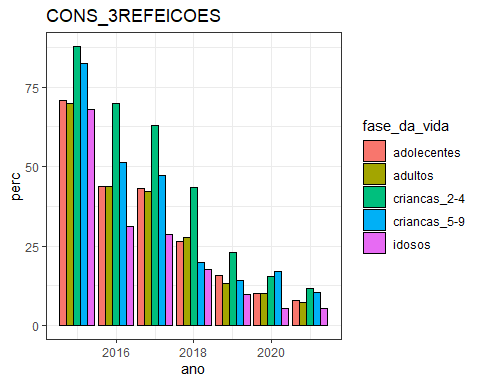 CONS_3REFEICOES
75
50
25
0
perc
2016 2018 2020
ano
fase_da_vida
adolecentes
adultos
criancas_2-4
criancas_5-9
idosos